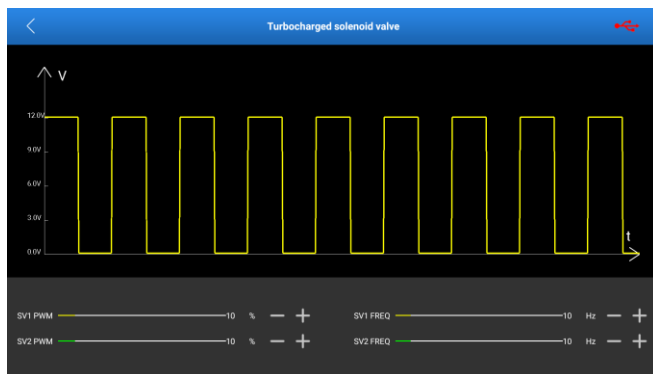 Turbocharged solenoid valve
V
12.0V
9.0V
6.0V
3.0V
0.0V
t
SV1 PWM 10 % SV1 FREQ 10 Hz
SV2 PWM 10 % SV2 FREQ 10 Hz